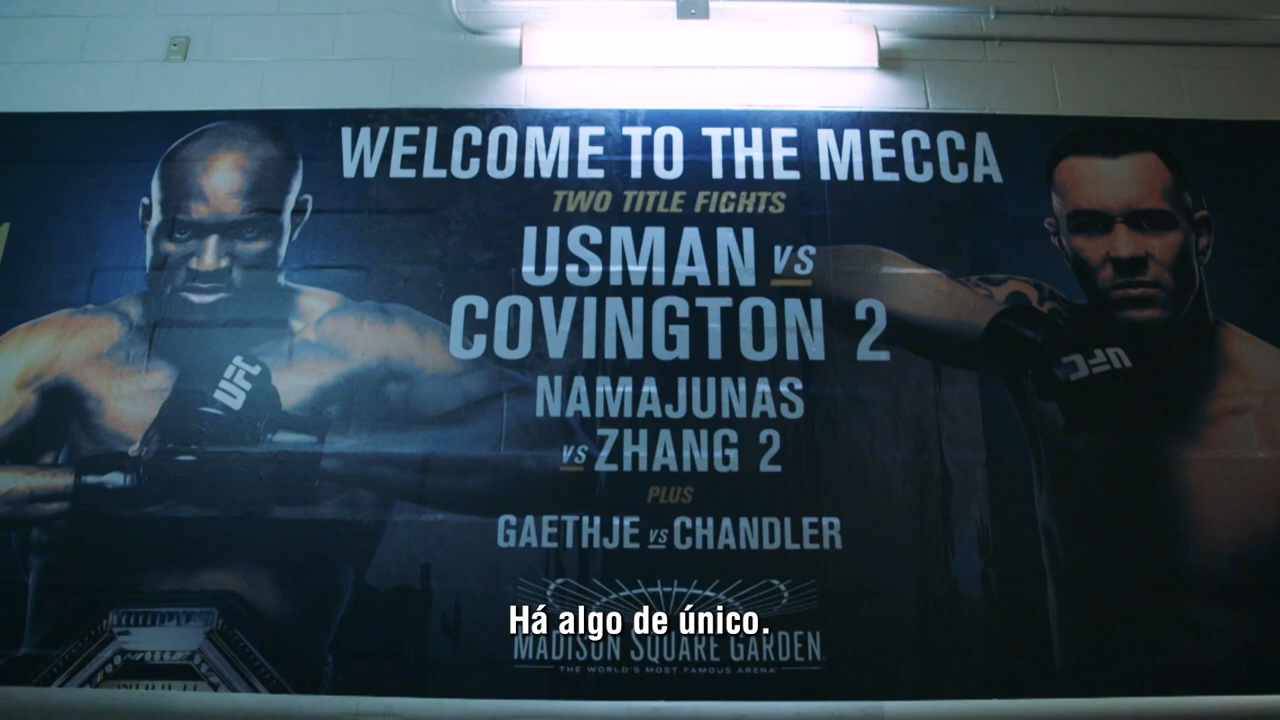 WELCOME TO THE MECCA
TWO TITLE FIGHTS
USMAN VS
COVINGTON 2
NAMAJUNAS
VS ZHANG 2
PLUS
GAETHJE VS CHANDLER
UFC
UFC
Há algo de único.
MADISON SQUARE GARDEN
THE WORLD'S MOST FAMOUS ARENA